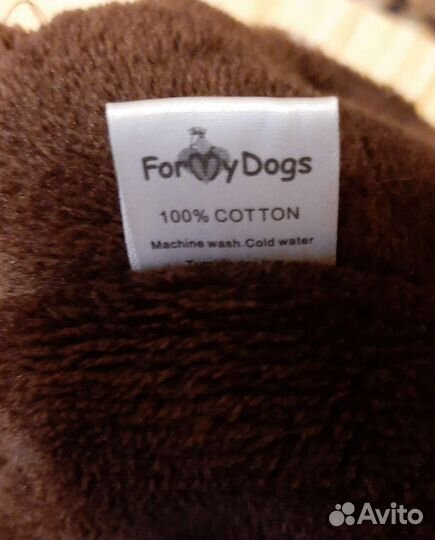 ForMyDogs
100% COTTON
Machine wash Cold water
Avito